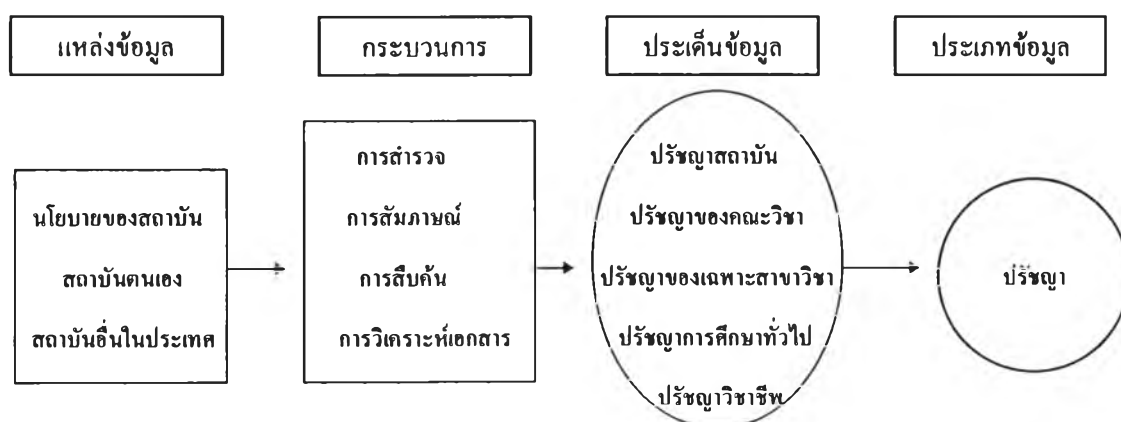 แหล่งข้อมูล
กระบวนการ
ประเด็นข้อมูล
ประเภทข้อมูล
นโยบายของสถาบัน
สถาบันตนเอง
สถาบันอื่นในประเทศ
การสำรวจ
การสัมภาษณ์
การสืบค้น
การวิเคราะห์เอกสาร
ปรัชญาสถาบัน
ปรัชญาของคณะวิชา
ปรัชญาของเฉพาะสาขาวิชา
ปรัชญาการศึกษาทั่วไป
ปรัชญาวิชาชีพ
ปรัชญา